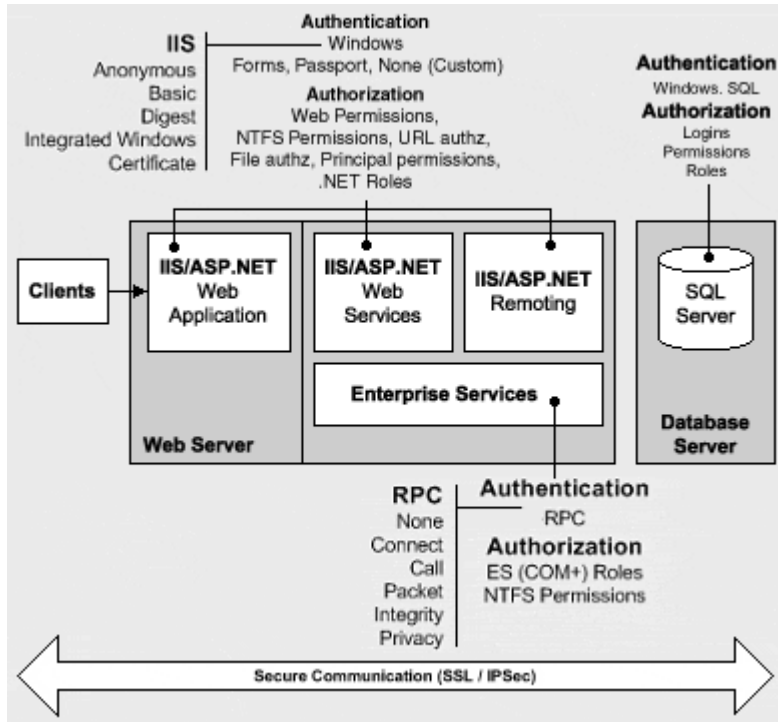 IIS
Anonymous
Basic
Digest
Integrated Windows
Certificate
Authentication
Windows
Forms, Passport, None (Custom)
Authorization
Web Permissions,
NTFS Permissions, URL authz,
File authz, Principal permissions,
.NET Roles
Authentication
Windows. SQL
Authorization
Logins
Permissions
Roles
Clients
IIS/ASP.NET
Web
Application
IIS/ASP.NET
Web
Services
IIS/ASP.NET
Remoting
SQL
Server
Enterprise Services
Web Server
Database
Server
RPC
None
Connect
Call
Packet
Integrity
Privacy
Authentication
RPC
Authorization
ES (COM+) Roles
NTFS Permissions
Secure Communication (SSL / IPSec)